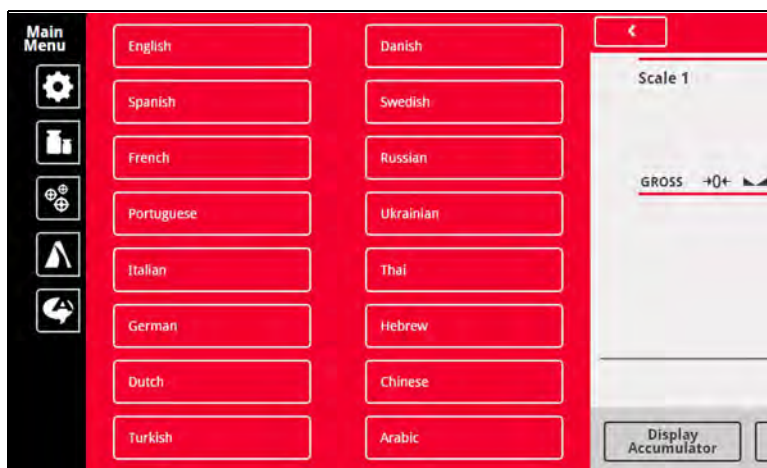 Main
Menu
English
Danish
Spanish
Swedish
French
Russian
Portuguese
Ukrainian
Italian
Thai
German
Hebrew
Dutch
Chinese
Turkish
Arabic
Scale 1
GROSS →0←
Display
Accumulator